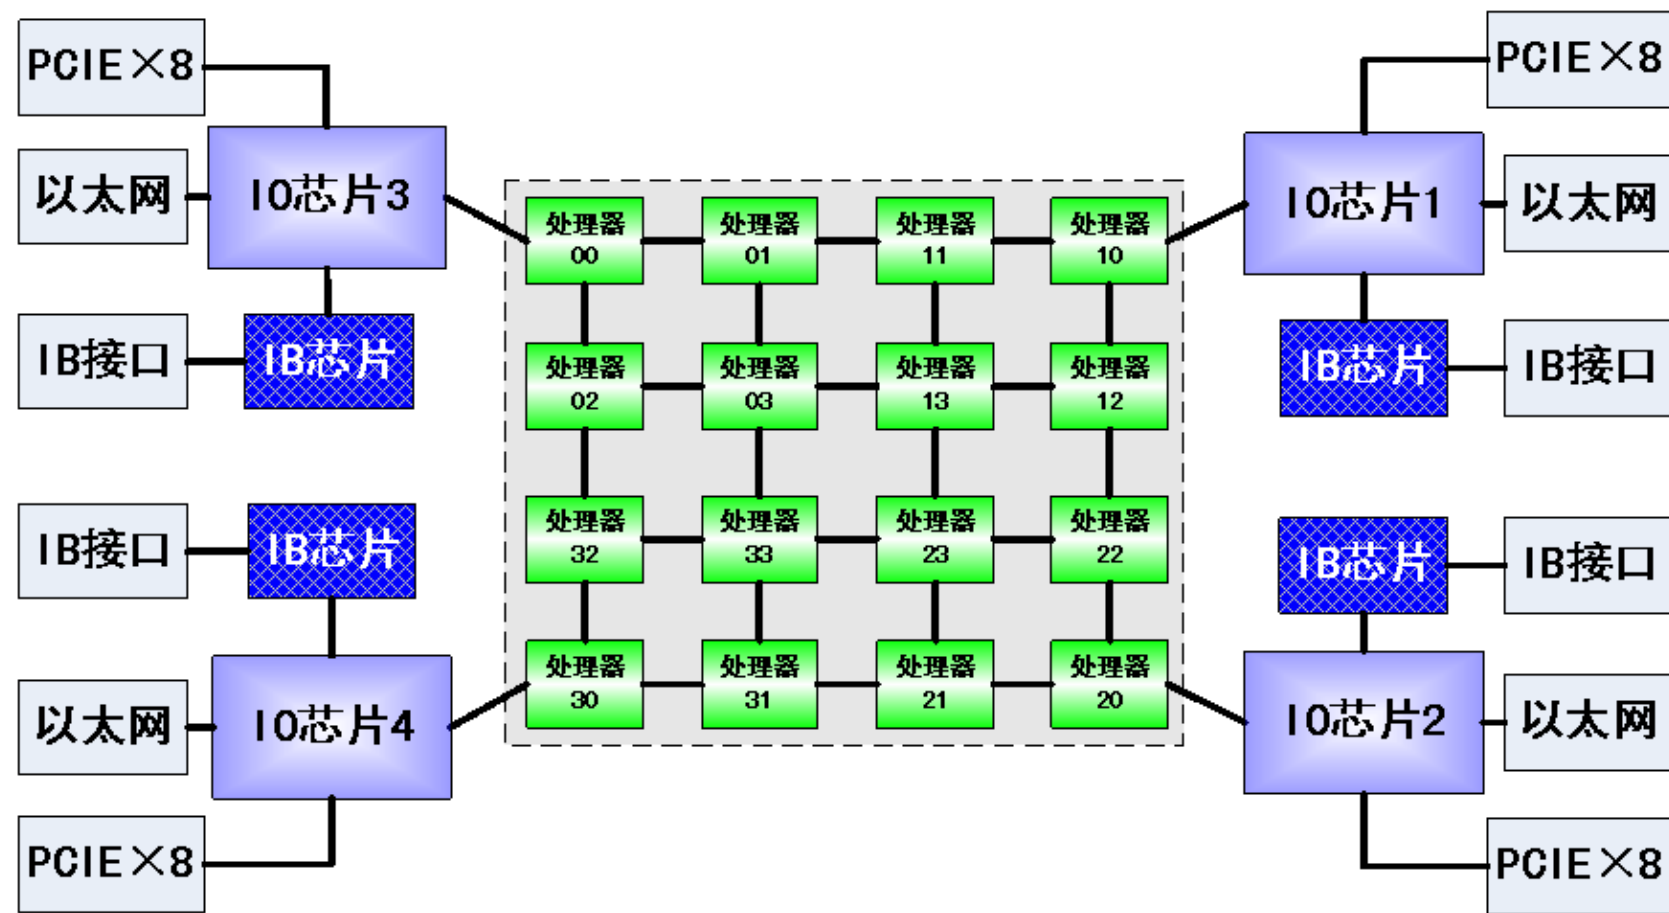 PCIE×8
PCIE×8
以太网
IO芯片3
IO芯片1
以太网
IB接口
IB芯片
IB芯片
IB接口
处理器
00
处理器
01
处理器
11
处理器
10
处理器
02
处理器
03
处理器
13
处理器
12
处理器
32
处理器
33
处理器
23
处理器
22
处理器
30
处理器
31
处理器
21
处理器
20
IB接口
IB芯片
IB芯片
IB接口
以太网
IO芯片4
IO芯片2
以太网
PCIE×8
PCIE×8